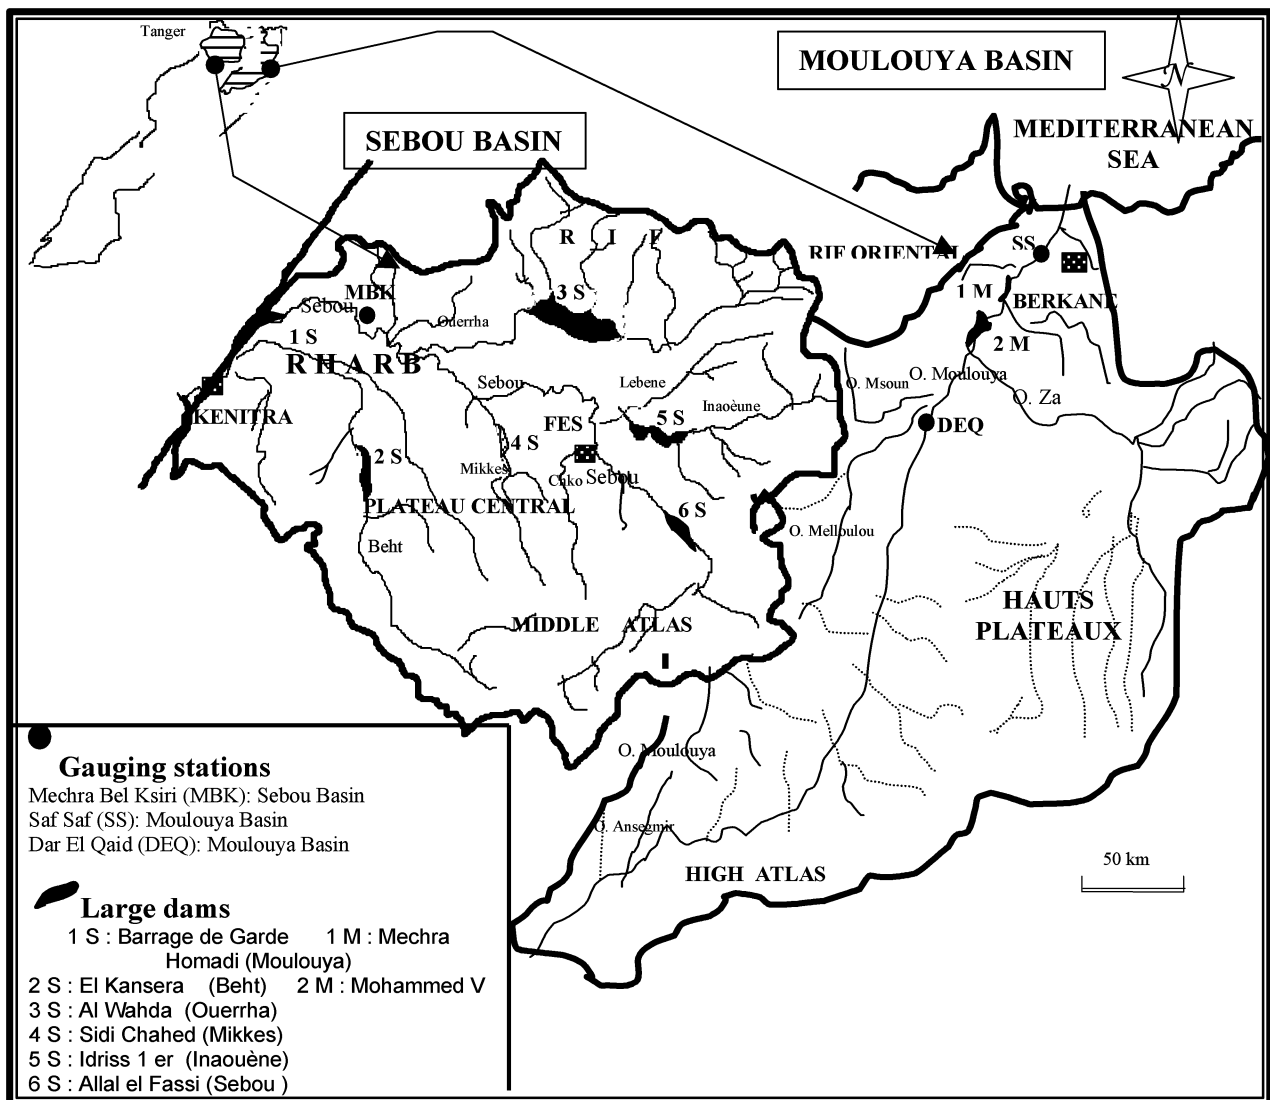 Tanger
MOULOUYA BASIN
N
SEBOU BASIN
MEDITERRANEAN
SEA
R I F
RIF ORIENTAL
SS
MBK
3 S
1 M
BERKANE
Sebou
Ouerrha
1 S
2 M
R H A R B
Sebou
Lebene
O. Msoun
O. Moulouya
O. Za
KENITRA
FES
5 S
Inaoèune
DEQ
2 S
4 S
Mikkes
Chko
Sebou
PLATEAU CENTRAL
6 S
O. Melloulou
Beht
HAUTS
PLATEAUX
MIDDLE ATLAS
O. Moulouya
O. Ansegmir
HIGH ATLAS
50 km
Gauging stations
Mechra Bel Ksiri (MBK): Sebou Basin
Saf Saf (SS): Moulouya Basin
Dar El Qaid (DEQ): Moulouya Basin
Large dams
1 S : Barrage de Garde 1 M : Mechra
Homadi (Moulouya)
2 S : El Kansera (Beht) 2 M : Mohammed V
3 S : Al Wahda (Ouerrha)
4 S : Sidi Chahed (Mikkes)
5 S : Idriss 1 er (Inaouène)
6 S : Allal el Fassi (Sebou )